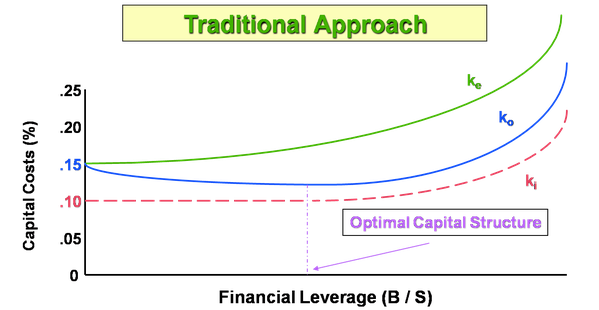 Traditional Approach
.25
.20
.15
.10
.05
0
Capital Costs (%)
ke
ko
ki
Optimal Capital Structure
Financial Leverage (B / S)